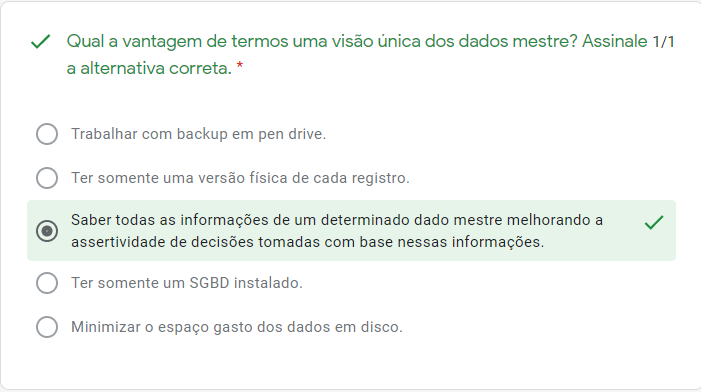 Qual a vantagem de termos uma visão única dos dados mestre? Assinale 1/1
a alternativa correta. *
Trabalhar com backup em pen drive.
Ter somente uma versão física de cada registro.
Saber todas as informações de um determinado dado mestre melhorando a
assertividade de decisões tomadas com base nessas informações.
Ter somente um SGBD instalado.
Minimizar o espaço gasto dos dados em disco.